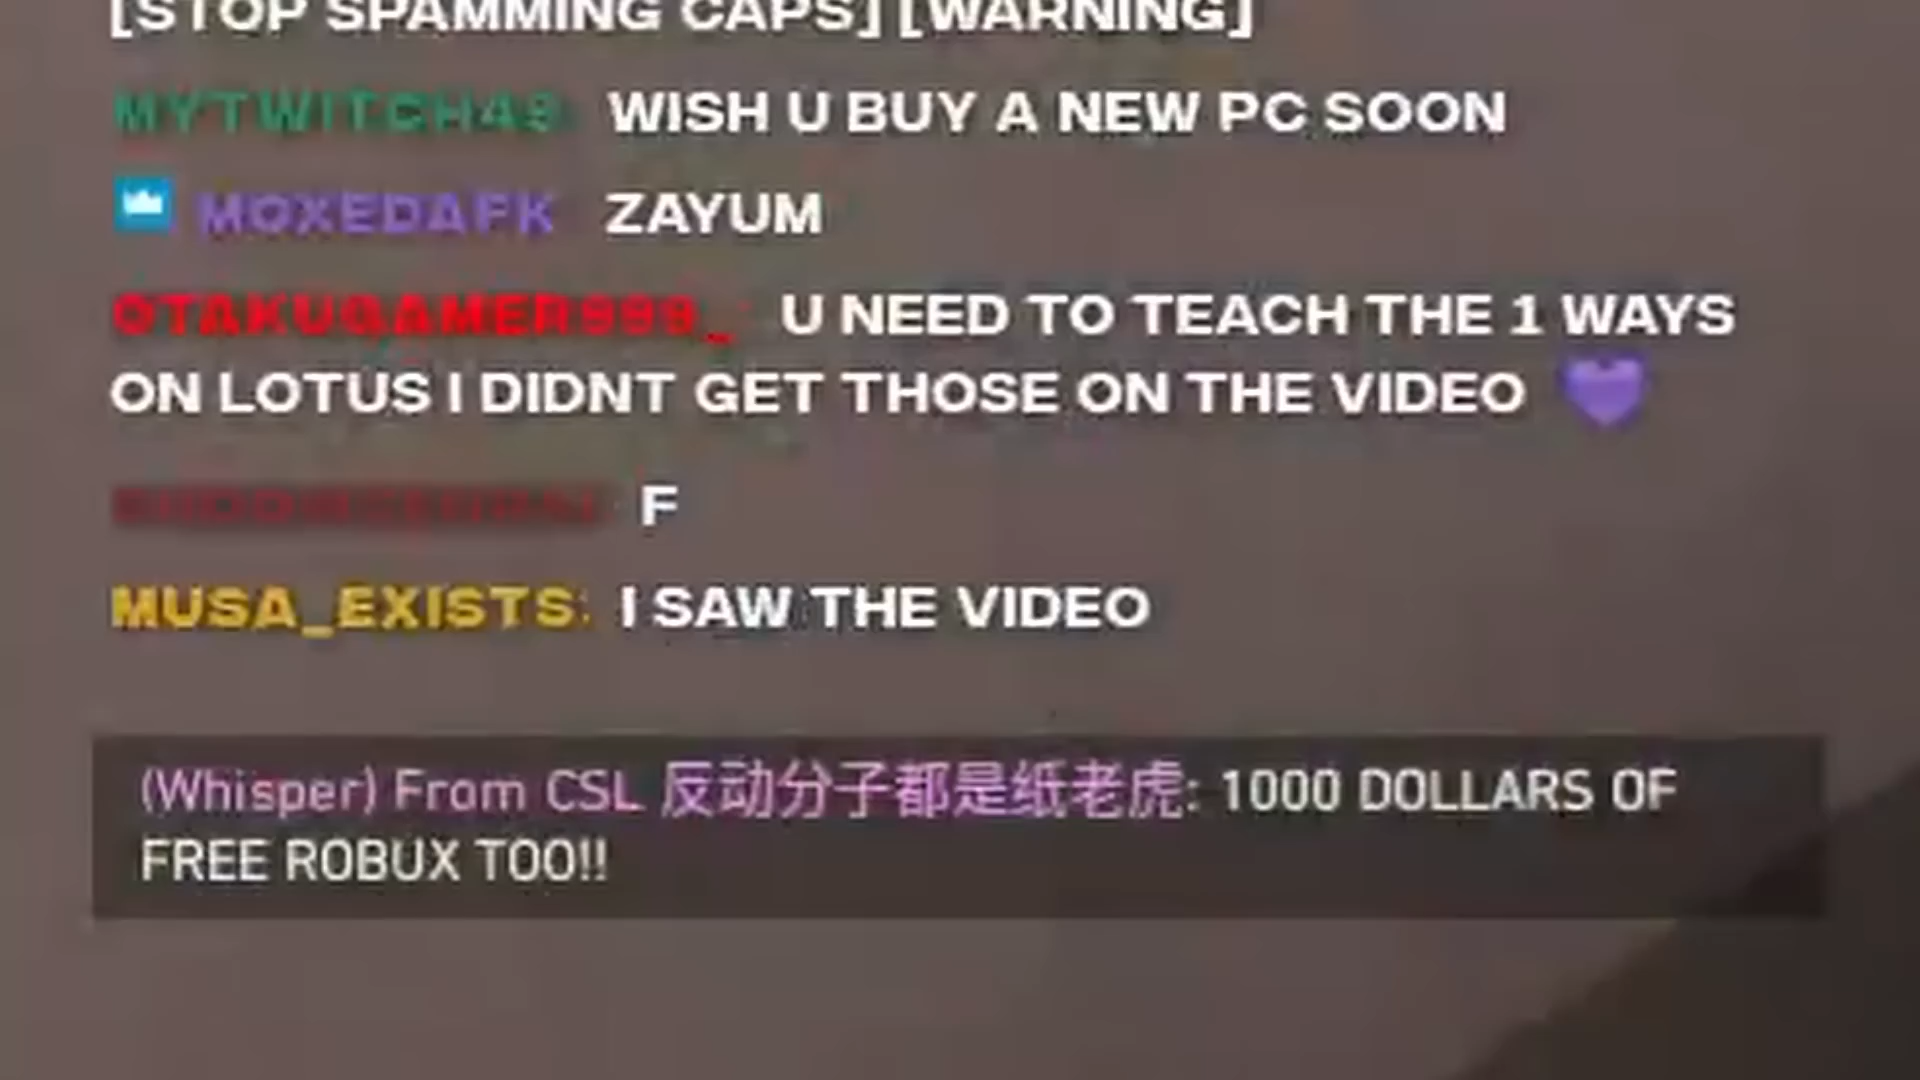 [STOP SPAMMING CAPS] [WARNING]
MYTWITCH49: WISH U BUY A NEW PC SOON
MOXEDAFK ZAYUM
OTAKUGAMER999_: U NEED TO TEACH THE 1 WAYS
ON LOTUS I DIDNT GET THOSE ON THE VIDEO 💜
F
MUSA_EXISTS: I SAW THE VIDEO
(Whisper) From CSL 反动分子都是纸老虎: 1000 DOLLARS OF
FREE ROBUX TOO!!